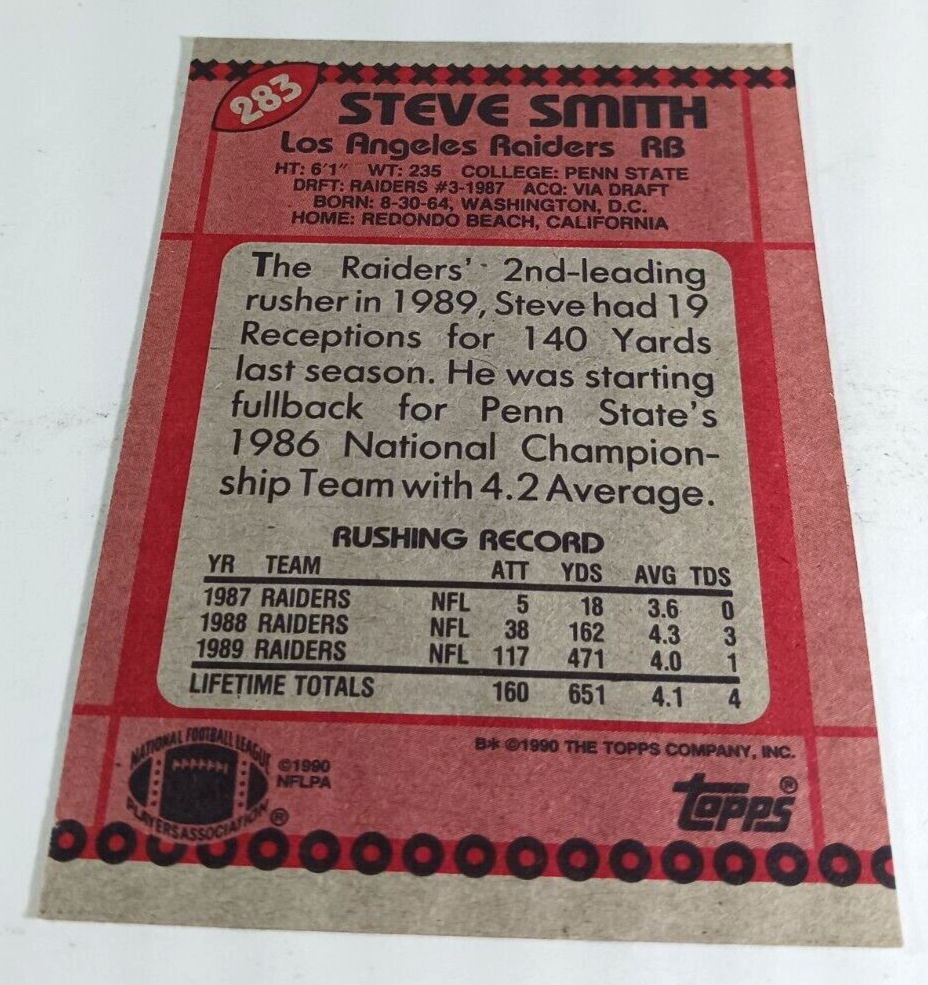 283
STEVE SMITH
Los Angeles Raiders RB
HT: 6'1" WT: 235 COLLEGE: PENN STATE
DRFT: RAIDERS #3-1987 ACQ: VIA DRAFT
BORN: 8-30-64, WASHINGTON, D.C.
HOME: REDONDO BEACH, CALIFORNIA
The Raiders' 2nd-leading
rusher in 1989, Steve had 19
Receptions for 140 Yards
last season. He was starting
fullback for Penn State's
1986 National Champion-
ship Team with 4.2 Average.
RUSHING RECORD
YR TEAM ATT YDS AVG TDS
1987 RAIDERS NFL 5 18 3.6 0
1988 RAIDERS NFL 38 162 4.3 3
1989 RAIDERS NFL 117 471 4.0 1
LIFETIME TOTALS 160 651 4.1 4
B* ©1990 THE TOPPS COMPANY, INC.
NATIONAL FOOTBALL LEAGUE
PLAYERS ASSOCIATION ®
©1990
NFLPA
topps®